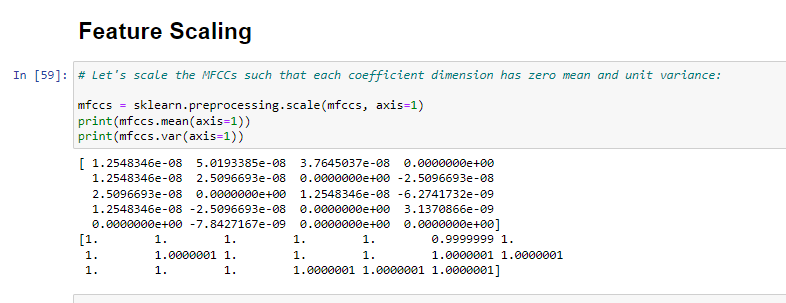 Feature Scaling
In [59]: # Let's scale the MFCCs such that each coefficient dimension has zero mean and unit variance:
mfccs = sklearn.preprocessing.scale(mfccs, axis=1)
print(mfccs.mean(axis=1))
print(mfccs.var(axis=1))
[ 1.2548346e-08  5.0193385e-08  3.7645037e-08  0.0000000e+00
  1.2548346e-08  2.5096693e-08  0.0000000e+00 -2.5096693e-08
  2.5096693e-08  0.0000000e+00  1.2548346e-08 -6.2741732e-09
  1.2548346e-08 -2.5096693e-08  0.0000000e+00  3.1370866e-09
  0.0000000e+00 -7.8427167e-09  0.0000000e+00  0.0000000e+00]
[1.        1.        1.        1.        1.        0.9999999 1.
 1.        1.0000001 1.        1.        1.        1.0000001 1.0000001
 1.        1.        1.        1.0000001 1.0000001 1.0000001]